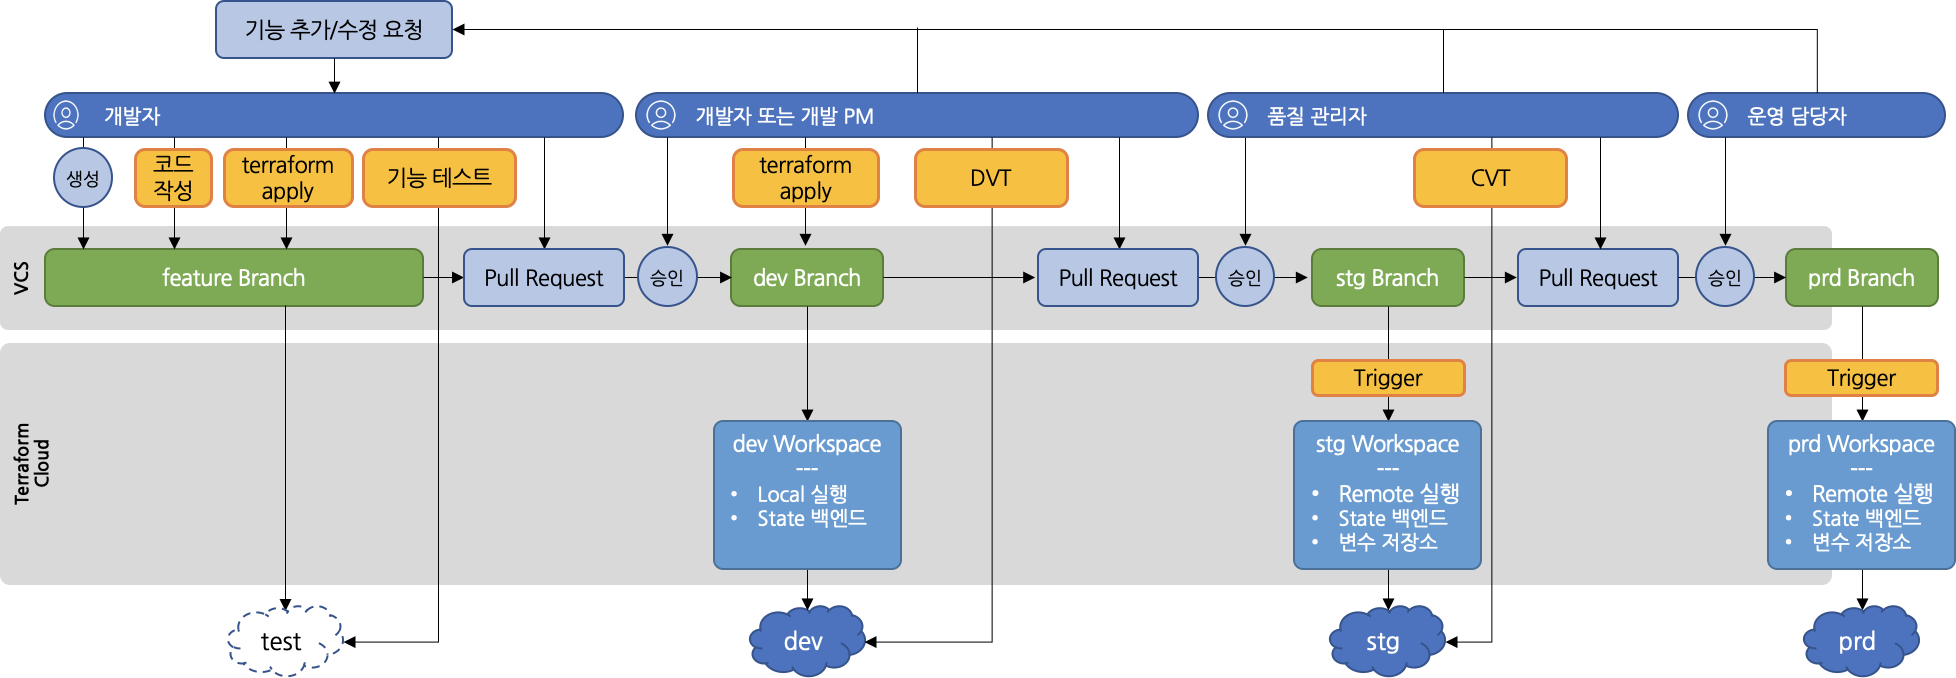 기능 추가/수정 요청
개발자
개발자 또는 개발 PM
품질 관리자
운영 담당자
생성
코드
작성
terraform
apply
기능 테스트
terraform
apply
DVT
CVT
VCS
feature Branch
Pull Request
승인
dev Branch
Pull Request
승인
stg Branch
Pull Request
승인
prd Branch
Terraform
Cloud
Trigger
Trigger
dev Workspace
---
• Local 실행
• State 백엔드
stg Workspace
---
• Remote 실행
• State 백엔드
• 변수 저장소
prd Workspace
---
• Remote 실행
• State 백엔드
• 변수 저장소
test
dev
stg
prd